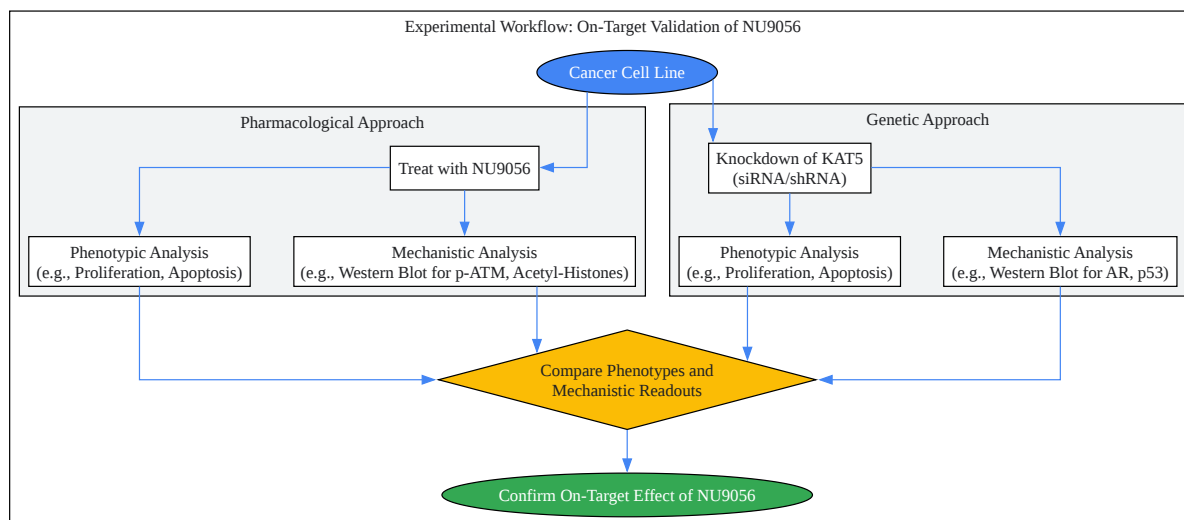 Experimental Workflow: On-Target Validation of NU9056
Cancer Cell Line
Pharmacological Approach
Genetic Approach
Treat with NU9056
Knockdown of KAT5
(siRNA/shRNA)
Phenotypic Analysis
(e.g., Proliferation, Apoptosis)
Mechanistic Analysis
(e.g., Western Blot for p-ATM, Acetyl-Histones)
Phenotypic Analysis
(e.g., Proliferation, Apoptosis)
Mechanistic Analysis
(e.g., Western Blot for AR, p53)
Compare Phenotypes and
Mechanistic Readouts
Confirm On-Target Effect of NU9056